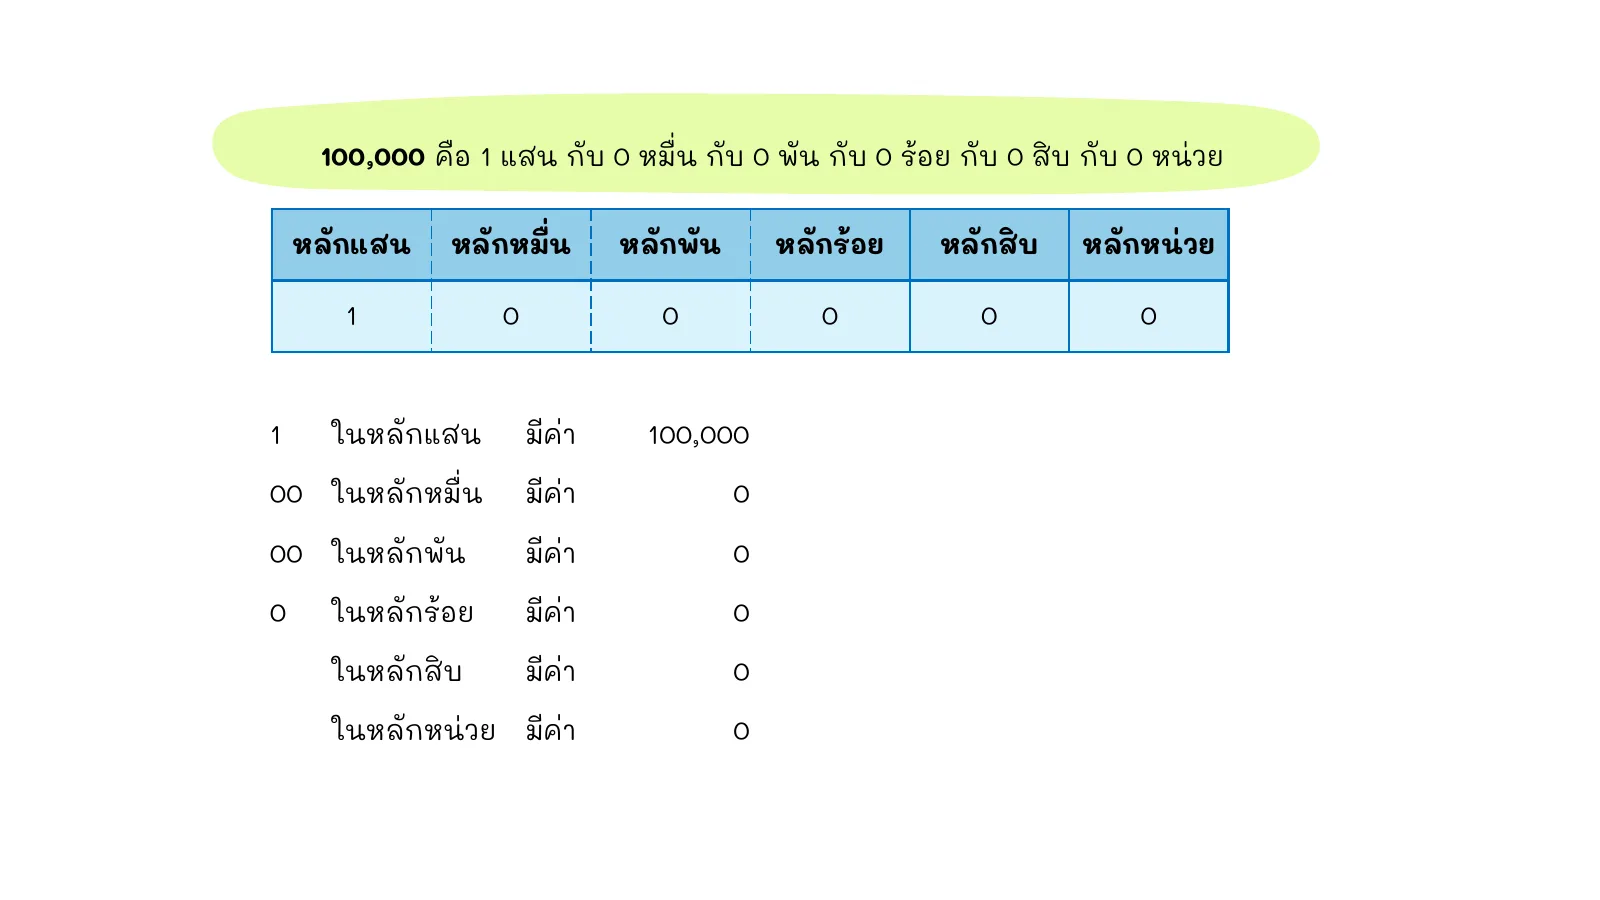 100,000 คือ 1 แสน กับ 0 หมื่น กับ 0 พัน กับ 0 ร้อย กับ 0 สิบ กับ 0 หน่วย
หลักแสน หลักหมื่น หลักพัน หลักร้อย หลักสิบ หลักหน่วย
1 0 0 0 0 0
1 ในหลักแสน มีค่า 100,000
00 ในหลักหมื่น มีค่า 0
00 ในหลักพัน มีค่า 0
0 ในหลักร้อย มีค่า 0
ในหลักสิบ มีค่า 0
ในหลักหน่วย มีค่า 0